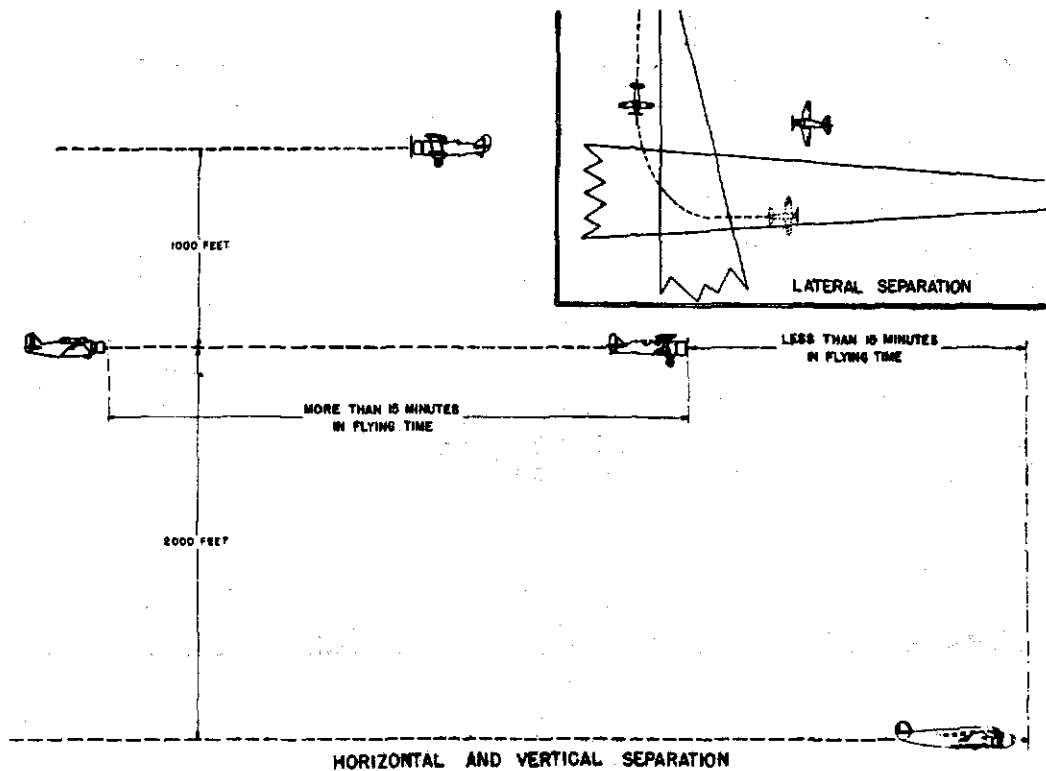 LATERAL SEPARATION
1000 FEET
LESS THAN 15 MINUTES
IN FLYING TIME
MORE THAN 15 MINUTES
IN FLYING TIME
2000 FEET
HORIZONTAL AND VERTICAL SEPARATION